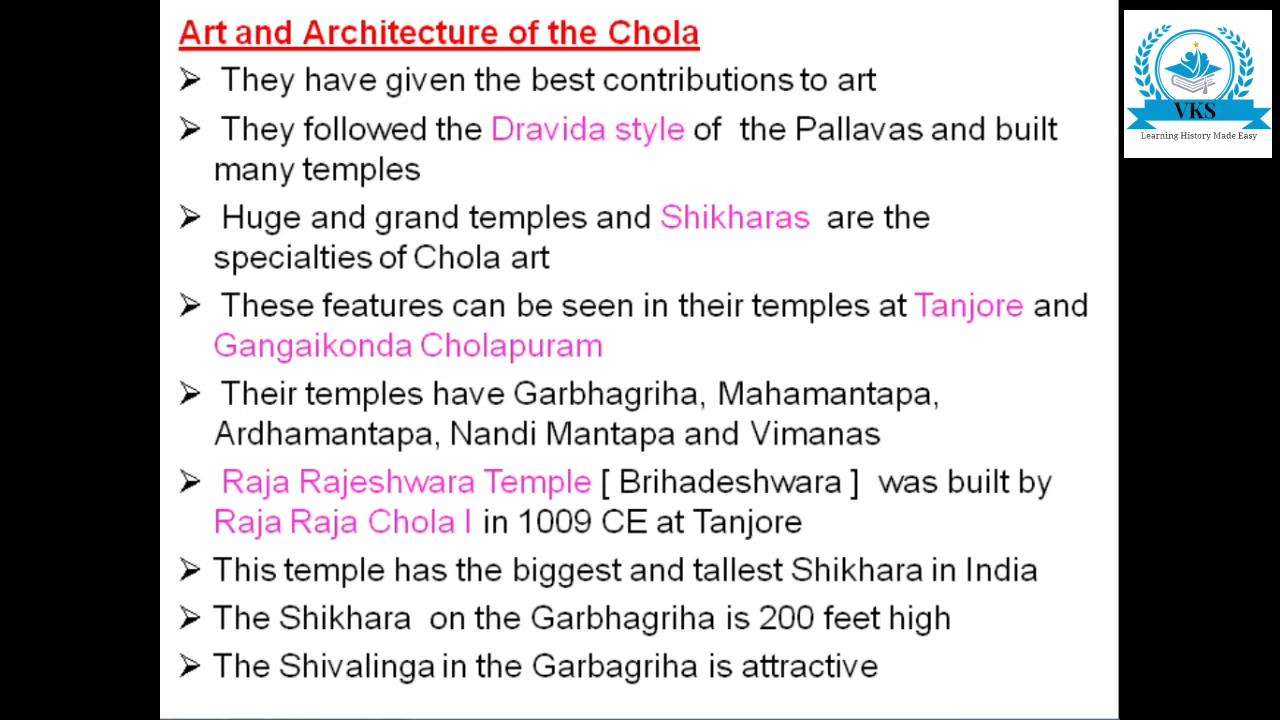 Art and Architecture of the Chola
➢ They have given the best contributions to art
➢ They followed the Dravida style of the Pallavas and built
many temples
➢ Huge and grand temples and Shikharas are the
specialties of Chola art
➢ These features can be seen in their temples at Tanjore and
Gangaikonda Cholapuram
➢ Their temples have Garbhagriha, Mahamantapa,
Ardhamantapa, Nandi Mantapa and Vimanas
➢ Raja Rajeshwara Temple [ Brihadeshwara ] was built by
Raja Raja Chola I in 1009 CE at Tanjore
➢ This temple has the biggest and tallest Shikhara in India
➢ The Shikhara on the Garbhagriha is 200 feet high
➢ The Shivalinga in the Garbagriha is attractive
VKS
Learning History Made Easy